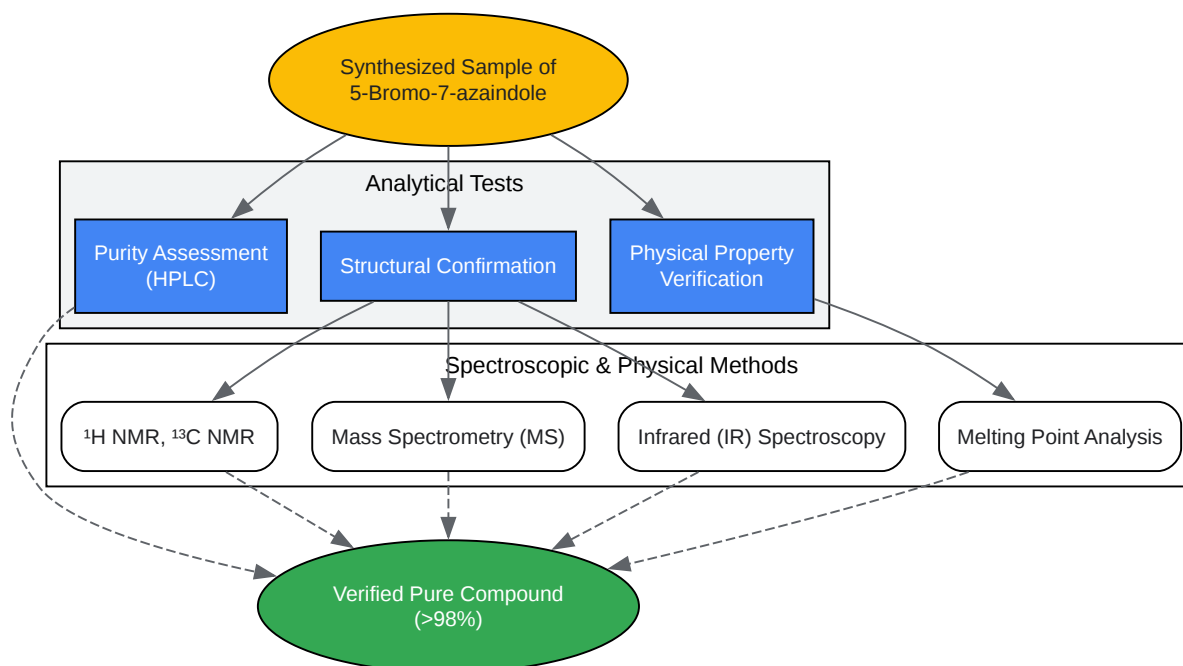 Synthesized Sample of
5-Bromo-7-azaindole
Analytical Tests
Purity Assessment
(HPLC)
Structural Confirmation
Physical Property
Verification
Spectroscopic & Physical Methods
¹H NMR, ¹³C NMR
Mass Spectrometry (MS)
Infrared (IR) Spectroscopy
Melting Point Analysis
Verified Pure Compound
(>98%)